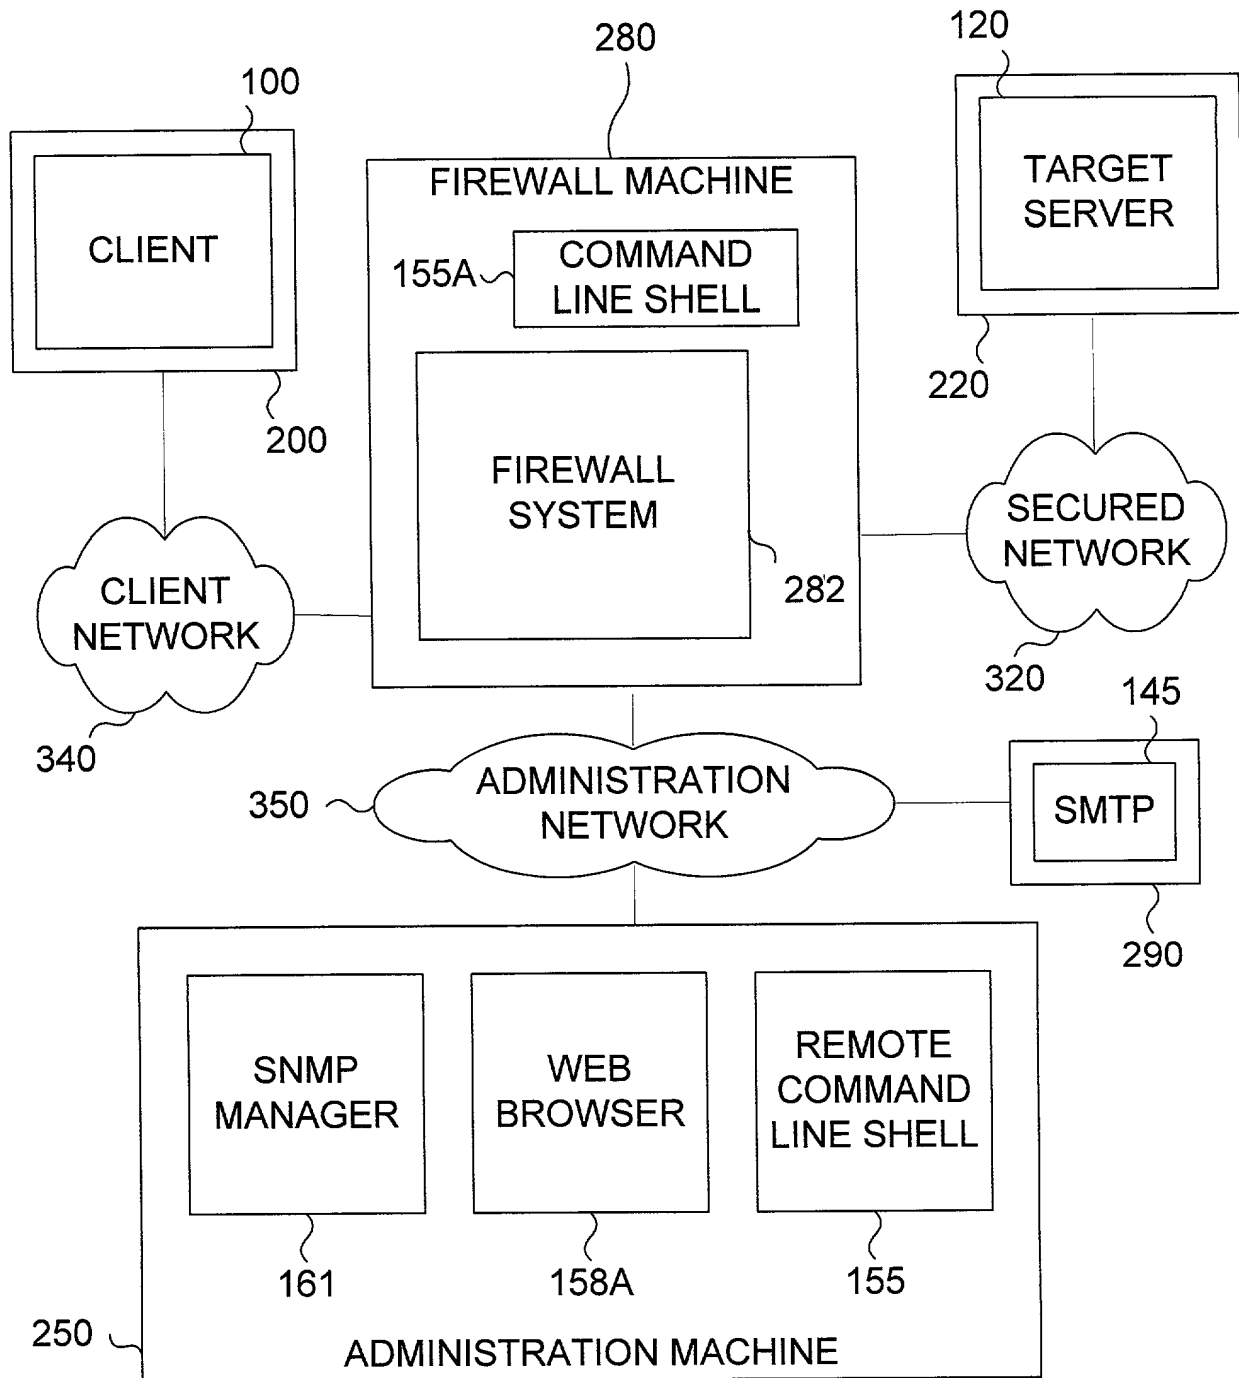 280
120
100
FIREWALL MACHINE
TARGET
SERVER
CLIENT
155A
COMMAND
LINE SHELL
220
200
FIREWALL
SYSTEM
SECURED
NETWORK
282
CLIENT
NETWORK
320
145
340
350
ADMINISTRATION
NETWORK
SMTP
290
SNMP
MANAGER
WEB
BROWSER
REMOTE
COMMAND
LINE SHELL
161
158A
155
250
ADMINISTRATION MACHINE